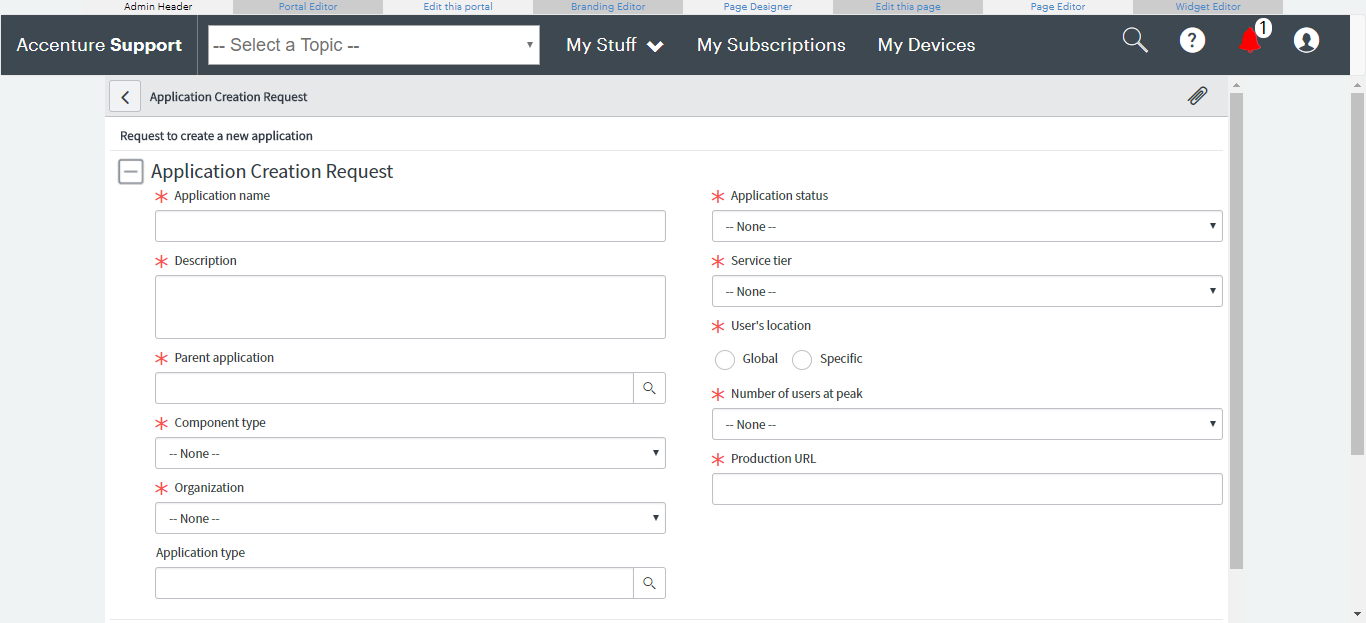 Admin Header Portal Editor Edit this portal Branding Editor Page Designer Edit this page Page Editor Widget Editor
Accenture Support -- Select a Topic -- My Stuff My Subscriptions My Devices ? 1
Application Creation Request
Request to create a new application
Application Creation Request
Application name
Description
Parent application
Component type
-- None --
Organization
-- None --
Application type
Application status
-- None --
Service tier
-- None --
User's location
Global Specific
Number of users at peak
-- None --
Production URL